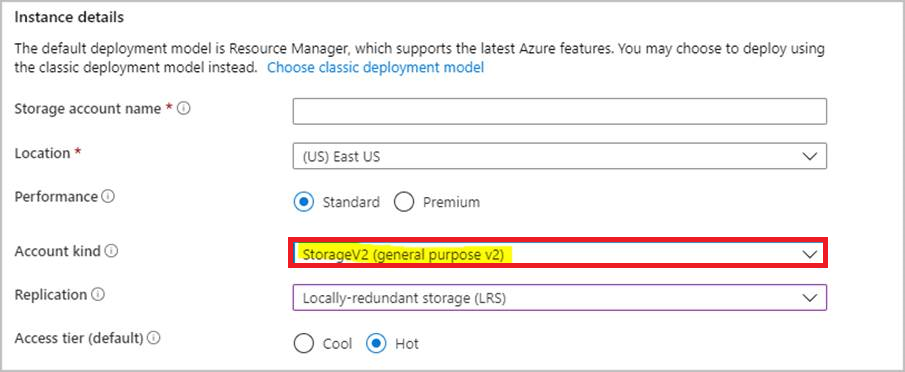 Instance details
The default deployment model is Resource Manager, which supports the latest Azure features. You may choose to deploy using
the classic deployment model instead. Choose classic deployment model
Storage account name *
Location *
(US) East US
Performance
Standard Premium
Account kind
StorageV2 (general purpose v2)
Replication
Locally-redundant storage (LRS)
Access tier (default)
Cool Hot